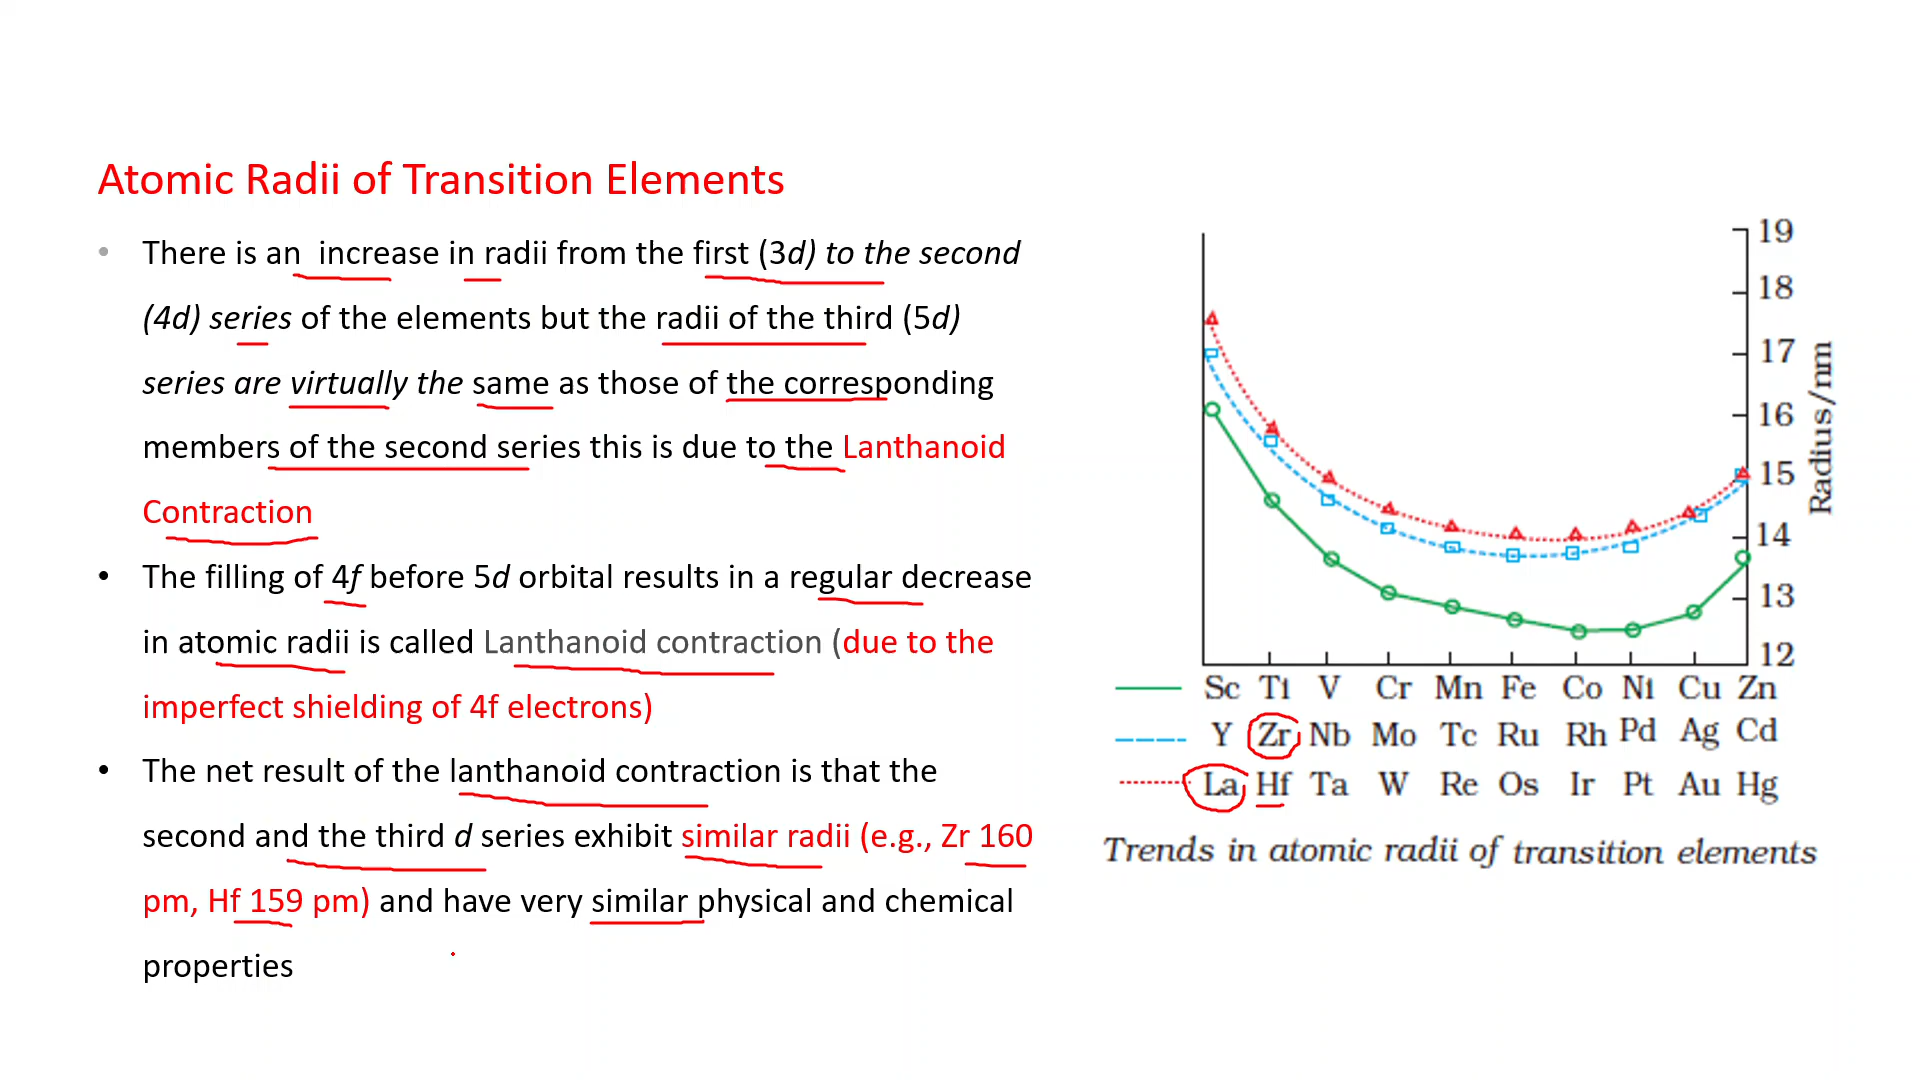 Atomic Radii of Transition Elements
• There is an increase in radii from the first (3d) to the second
(4d) series of the elements but the radii of the third (5d)
series are virtually the same as those of the corresponding
members of the second series this is due to the Lanthanoid
Contraction
• The filling of 4f before 5d orbital results in a regular decrease
in atomic radii is called Lanthanoid contraction (due to the
imperfect shielding of 4f electrons)
• The net result of the lanthanoid contraction is that the
second and the third d series exhibit similar radii (e.g., Zr 160
pm, Hf 159 pm) and have very similar physical and chemical
properties
19
18
17
16
15
14
13
12
Radius/nm
Sc Ti V Cr Mn Fe Co Ni Cu Zn
Y Zr Nb Mo Tc Ru Rh Pd Ag Cd
La Hf Ta W Re Os Ir Pt Au Hg
Trends in atomic radii of transition elements